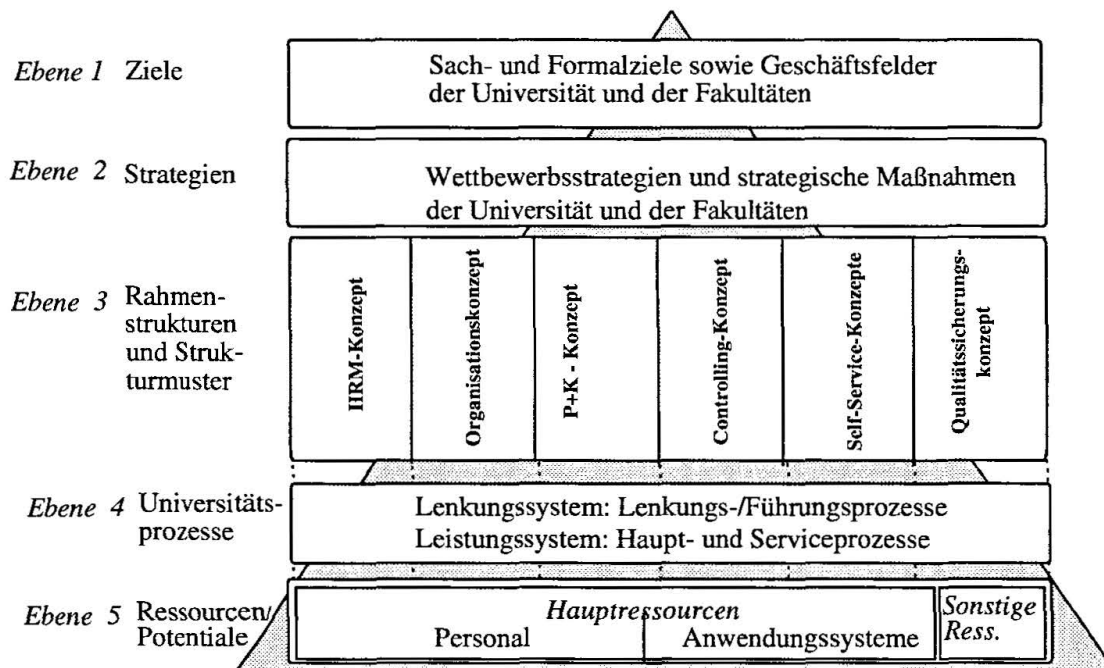 Ebene 1 Ziele
Sach- und Formalziele sowie Geschäftsfelder
der Universität und der Fakultäten
Ebene 2 Strategien
Wettbewerbsstrategien und strategische Maßnahmen
der Universität und der Fakultäten
Ebene 3 Rahmen-
strukturen
und Struk-
turmuster
HRM-Konzept
Organisationskonzept
P+K - Konzept
Controlling-Konzept
Self-Service-Konzepte
Qualitätssicherungs-
konzept
Ebene 4 Universitäts-
prozesse
Lenkungssystem: Lenkungs-/Führungsprozesse
Leistungssystem: Haupt- und Serviceprozesse
Ebene 5 Ressourcen/
Potentiale
Hauptressourcen
Personal
Anwendungssysteme
Sonstige
Ress.